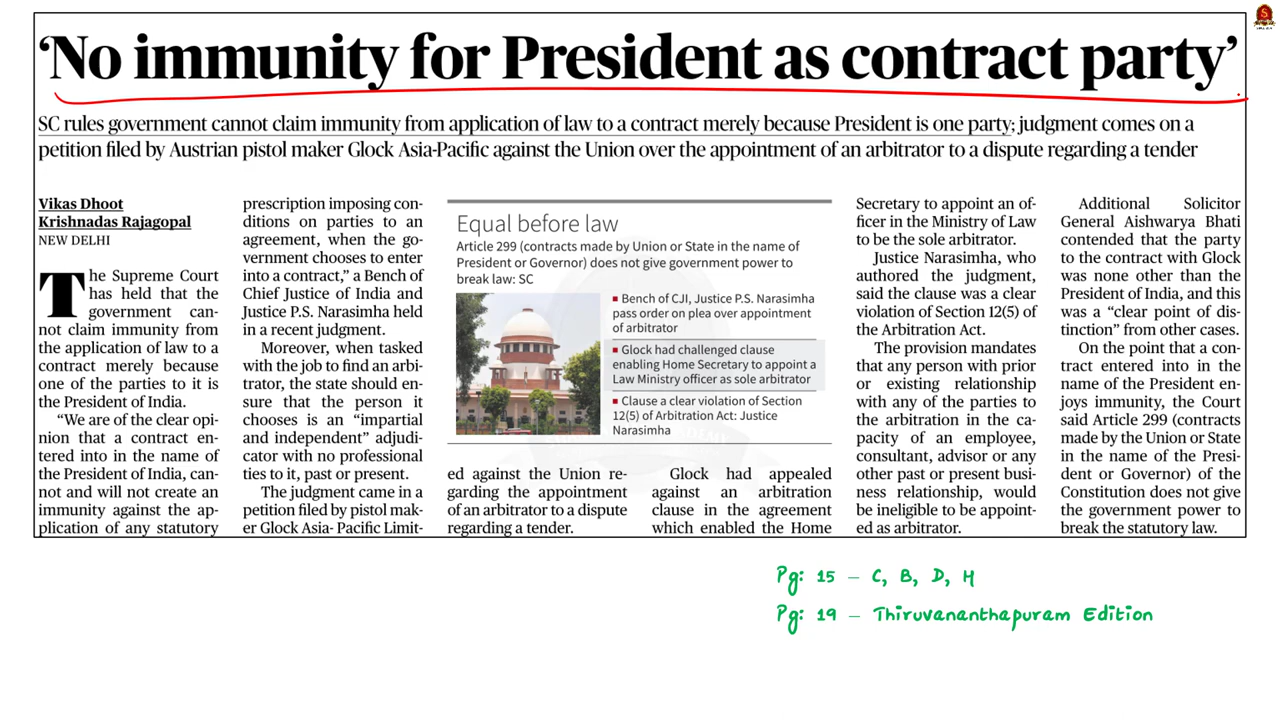 ‘No immunity for President as contract party’
SC rules government cannot claim immunity from application of law to a contract merely because President is one party; judgment comes on a
petition filed by Austrian pistol maker Glock Asia-Pacific against the Union over the appointment of an arbitrator to a dispute regarding a tender
Vikas Dhoot
Krishnadas Rajagopal
NEW DELHI
The Supreme Court
has held that the
government can-
not claim immunity from
the application of law to a
contract merely because
one of the parties to it is
the President of India.
“We are of the clear opi-
nion that a contract en-
tered into in the name of
the President of India, can-
not and will not create an
immunity against the ap-
plication of any statutory
prescription imposing con-
ditions on parties to an
agreement, when the go-
vernment chooses to enter
into a contract,” a Bench of
Chief Justice of India and
Justice P.S. Narasimha held
in a recent judgment.
Moreover, when tasked
with the job to find an arbi-
trator, the state should en-
sure that the person it
chooses is an “impartial
and independent” adjudi-
cator with no professional
ties to it, past or present.
The judgment came in a
petition filed by pistol mak-
er Glock Asia- Pacific Limit-
Equal before law
Article 299 (contracts made by Union or State in the name of
President or Governor) does not give government power to
break law: SC
■ Bench of CJI, Justice P.S. Narasimha
pass order on plea over appointment
of arbitrator
■ Glock had challenged clause
enabling Home Secretary to appoint a
Law Ministry officer as sole arbitrator
■ Clause a clear violation of Section
12(5) of Arbitration Act: Justice
Narasimha
ed against the Union re-
garding the appointment
of an arbitrator to a dispute
regarding a tender.
Glock had appealed
against an arbitration
clause in the agreement
which enabled the Home
Secretary to appoint an of-
ficer in the Ministry of Law
to be the sole arbitrator.
Justice Narasimha, who
authored the judgment,
said the clause was a clear
violation of Section 12(5) of
the Arbitration Act.
The provision mandates
that any person with prior
or existing relationship
with any of the parties to
the arbitration in the ca-
pacity of an employee,
consultant, advisor or any
other past or present busi-
ness relationship, would
be ineligible to be appoint-
ed as arbitrator.
Additional Solicitor
General Aishwarya Bhati
contended that the party
to the contract with Glock
was none other than the
President of India, and this
was a “clear point of dis-
tinction” from other cases.
On the point that a con-
tract entered into in the
name of the President en-
joys immunity, the Court
said Article 299 (contracts
made by the Union or State
in the name of the Presi-
dent or Governor) of the
Constitution does not give
the government power to
break the statutory law.
Pg: 15 – C, B, D, H
Pg: 19 – Thiruvananthapuram Edition